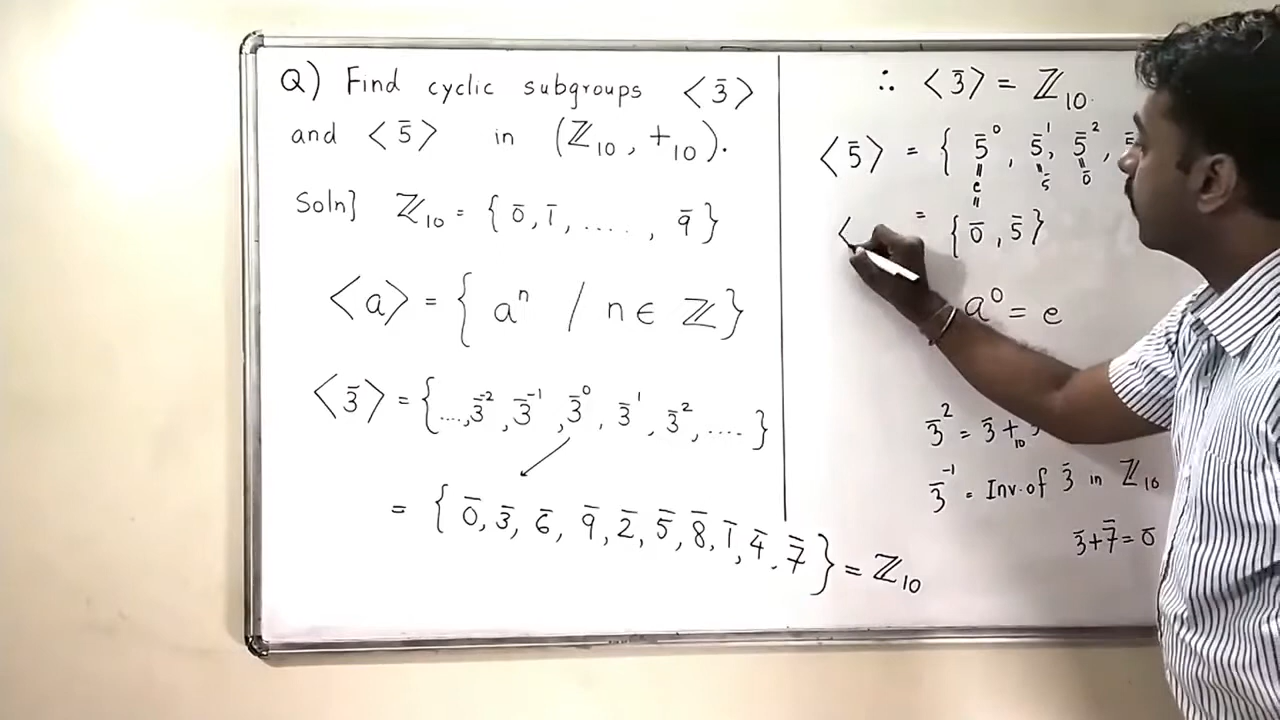 Q) Find cyclic subgroups <3̄>
and <5̄> in (ℤ₁₀, +₁₀).
Soln] ℤ₁₀ = { 0̄, 1̄, ....., 9̄ }
<a> = { aⁿ / n ∈ ℤ }
<3̄> = { ...., 3̄⁻², 3̄⁻¹, 3̄⁰, 3̄¹, 3̄², .... }
= { 0̄, 3̄, 6̄, 9̄, 2̄, 5̄, 8̄, 1̄, 4̄, 7̄ } = ℤ₁₀
∴ <3̄> = ℤ₁₀.
<5̄> = { 5̄⁰, 5̄¹, 5̄²,
= = =
e 5̄ 0̄
=
= { 0̄, 5̄ }
<
a⁰ = e
3̄² = 3̄ +₁₀
3̄⁻¹ = Inv. of 3̄ in ℤ₁₀
3̄ + 7̄ = 0̄